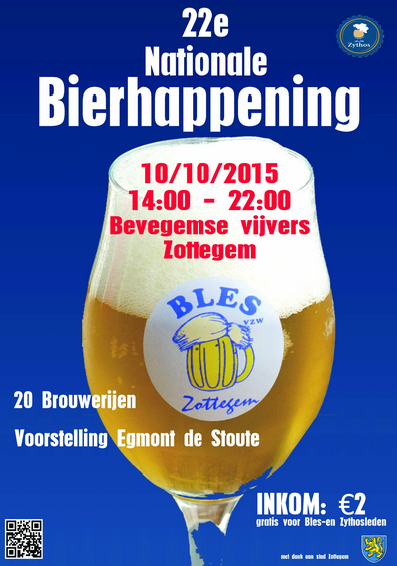 22e
Nationale
Bierhappening
Zythos
10/10/2015
14:00 - 22:00
Bevegemse vijvers
Zottegem
BLES
VZW
Zottegem
20 Brouwerijen
Voorstelling Egmont de Stoute
INKOM: €2
gratis voor Bles-en Zythosleden
met dank aan stad Zottegem